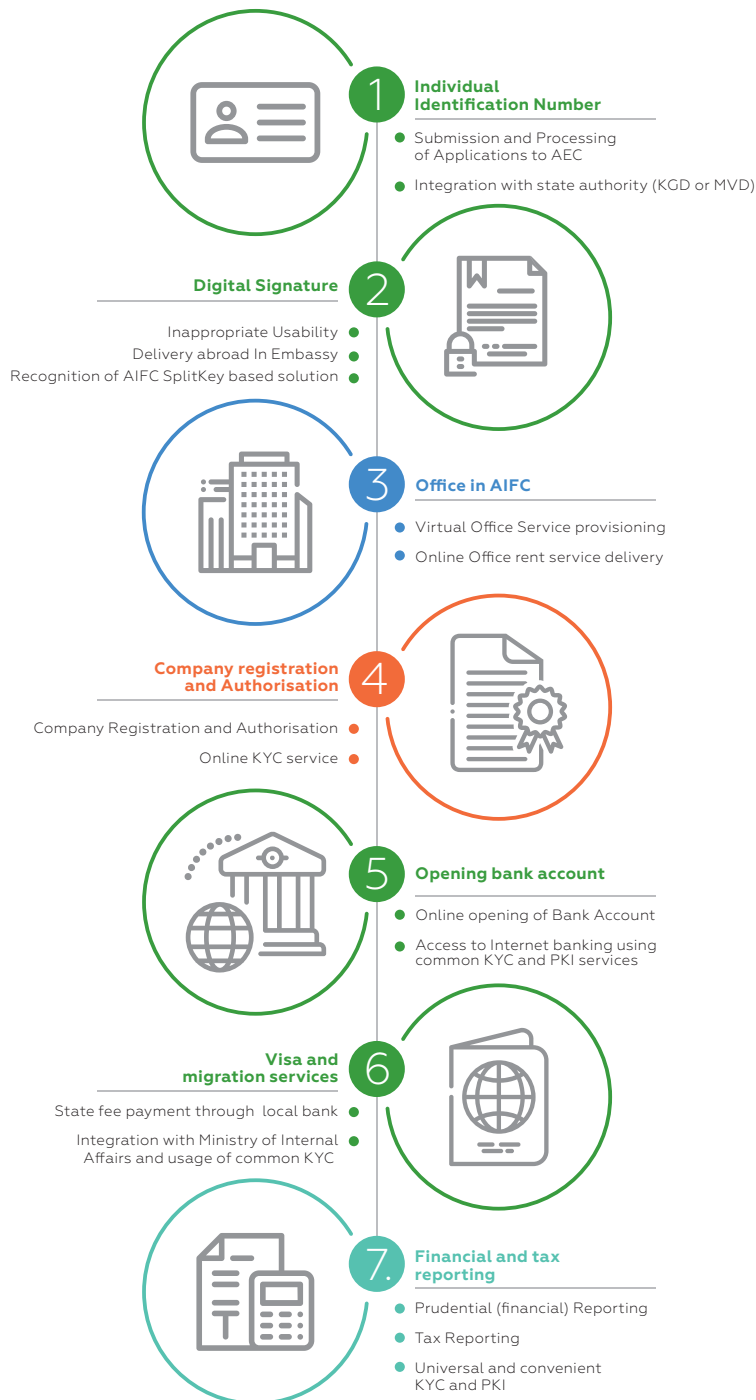 1
Individual
Identification Number
Submission and Processing
of Applications to AEC
Integration with state authority (KGD or MVD)
2
Digital Signature
Inappropriate Usability
Delivery abroad In Embassy
Recognition of AIFC SplitKey based solution
3
Office in AIFC
Virtual Office Service provisioning
Online Office rent service delivery
4
Company registration
and Authorisation
Company Registration and Authorisation
Online KYC service
5
Opening bank account
Online opening of Bank Account
Access to Internet banking using
common KYC and PKI services
6
Visa and
migration services
State fee payment through local bank
Integration with Ministry of Internal
Affairs and usage of common KYC
7.
Financial and tax
reporting
Prudential (financial) Reporting
Tax Reporting
Universal and convenient
KYC and PKI